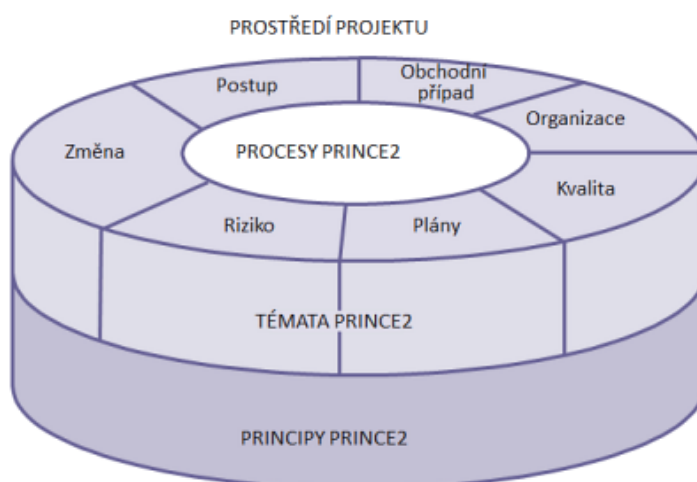 PROSTŘEDÍ PROJEKTU
Postup
Obchodní
případ
Organizace
Změna
PROCESY PRINCE2
Kvalita
Riziko
Plány
TÉMATA PRINCE2
PRINCIPY PRINCE2